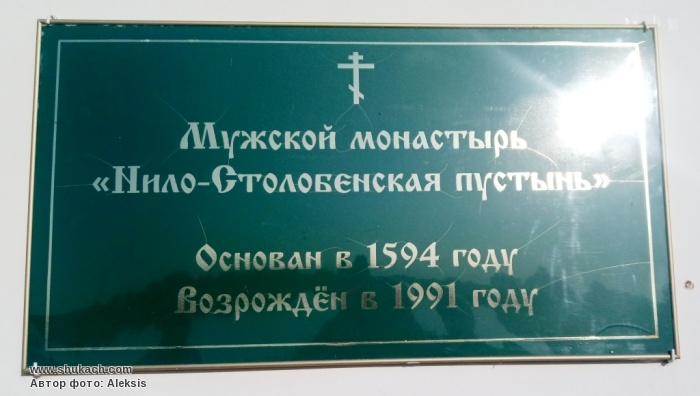 Мужской монастырь
«Нило-Столобенская пустынь»
Основан в 1594 году
Возрождён в 1991 году
www.shukach.com
Автор фото: Aleksis